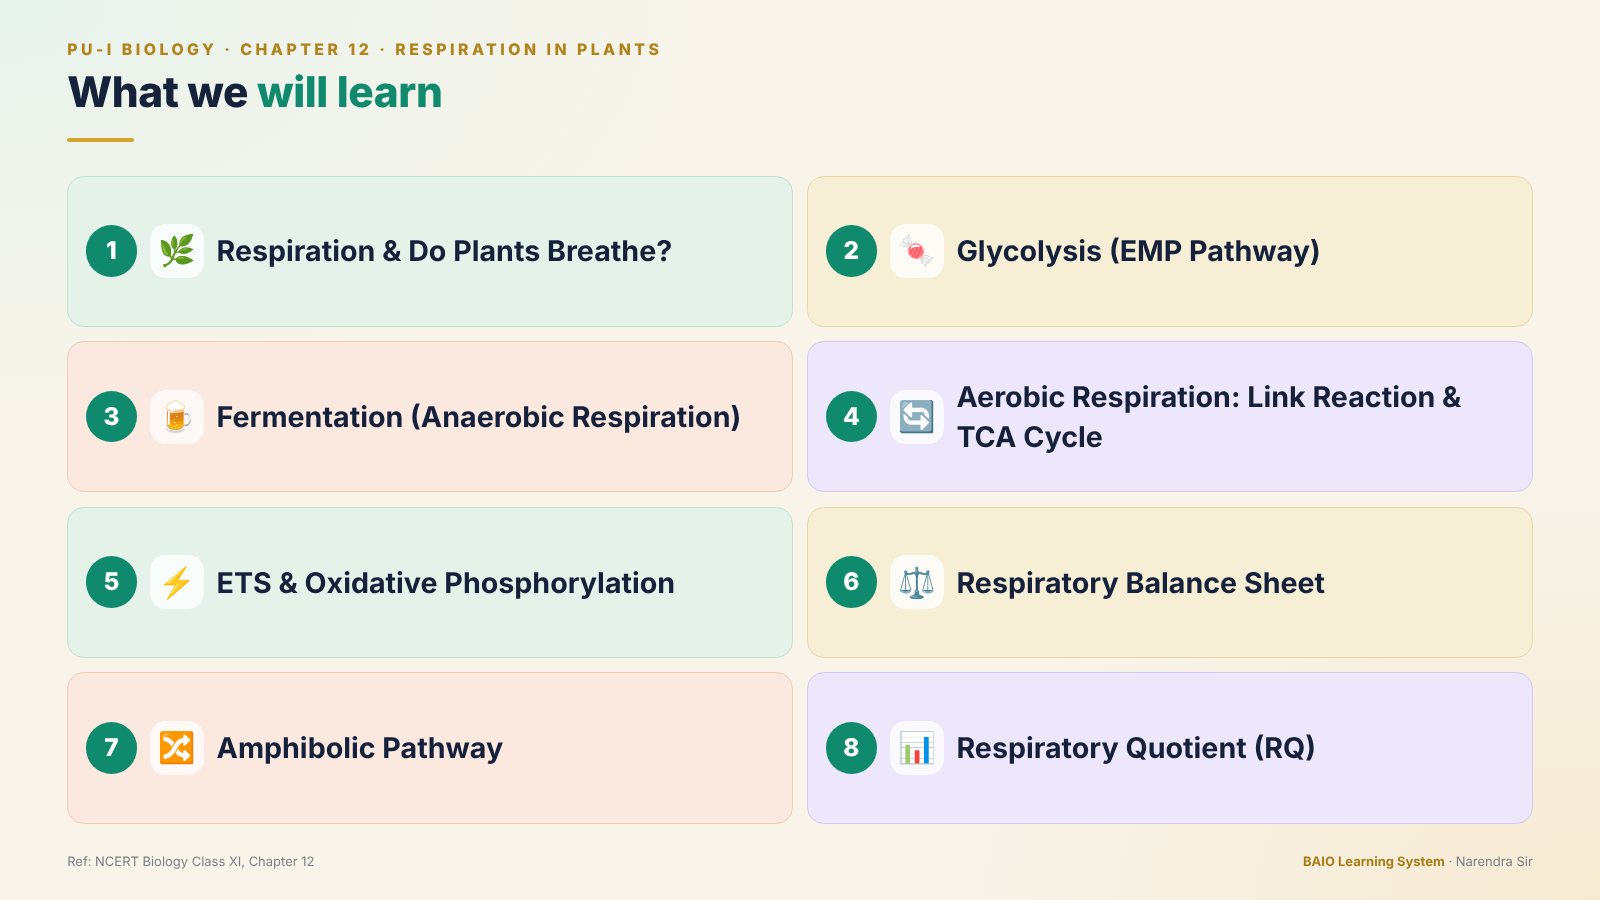 PU-I BIOLOGY · CHAPTER 12 · RESPIRATION IN PLANTS
What we will learn
1 Respiration & Do Plants Breathe?
2 Glycolysis (EMP Pathway)
3 Fermentation (Anaerobic Respiration)
4 Aerobic Respiration: Link Reaction &
TCA Cycle
5 ETS & Oxidative Phosphorylation
6 Respiratory Balance Sheet
7 Amphibolic Pathway
8 Respiratory Quotient (RQ)
Ref: NCERT Biology Class XI, Chapter 12
BAIO Learning System · Narendra Sir